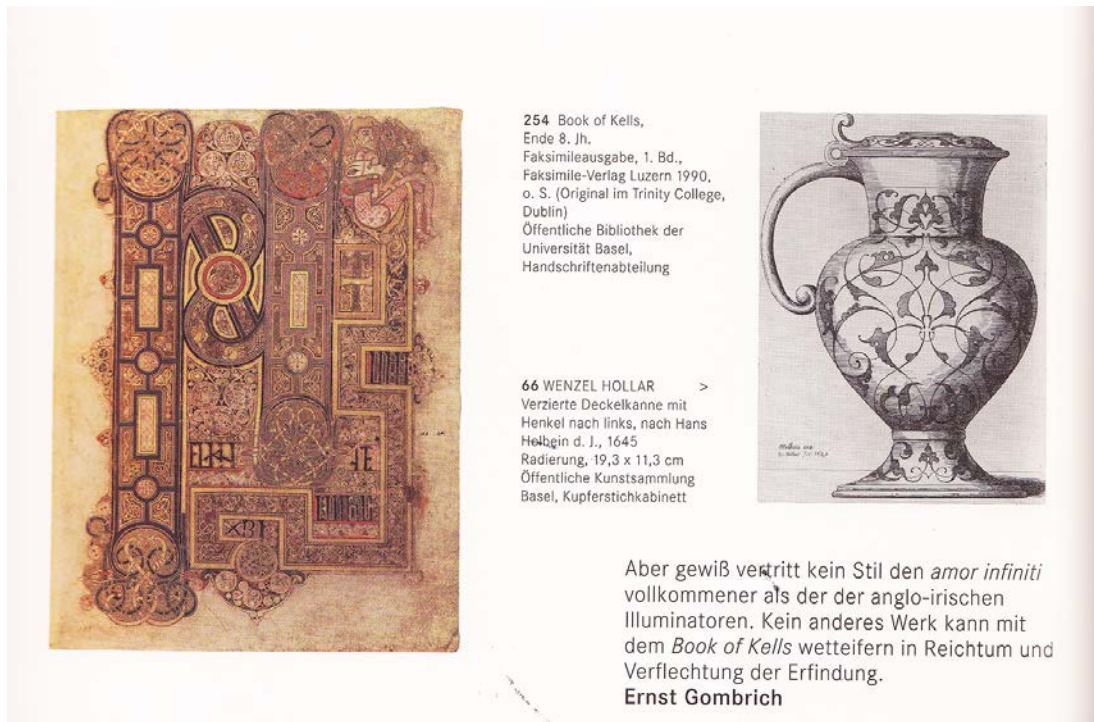 254 Book of Kells,
Ende 8. Jh.
Faksimileausgabe, 1. Bd.,
Faksimile-Verlag Luzern 1990,
o. S. (Original im Trinity College,
Dublin)
Öffentliche Bibliothek der
Universität Basel,
Handschriftenabteilung
66 WENZEL HOLLAR >
Verzierte Deckelkanne mit
Henkel nach links, nach Hans
Holbein d. J., 1645
Radierung, 19,3 x 11,3 cm
Öffentliche Kunstsammlung
Basel, Kupferstichkabinett
Aber gewiß vertritt kein Stil den amor infiniti
vollkommener als der der anglo-irischen
Illuminatoren. Kein anderes Werk kann mit
dem Book of Kells wetteifern in Reichtum und
Verflechtung der Erfindung.
Ernst Gombrich